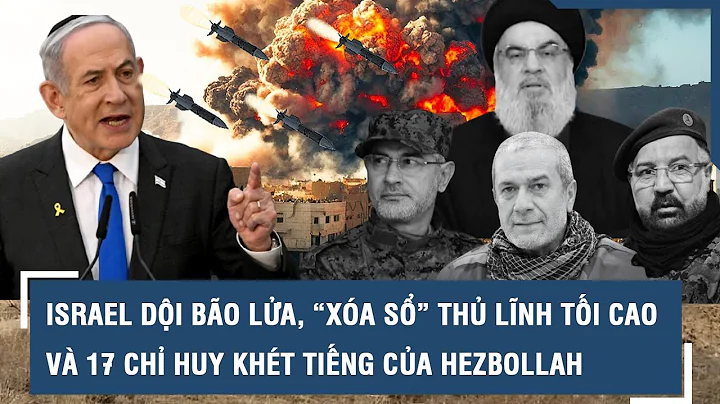 ISRAEL DỘI BÃO LỬA, “XÓA SỔ” THỦ LĨNH TỐI CAO
VÀ 17 CHỈ HUY KHÉT TIẾNG CỦA HEZBOLLAH